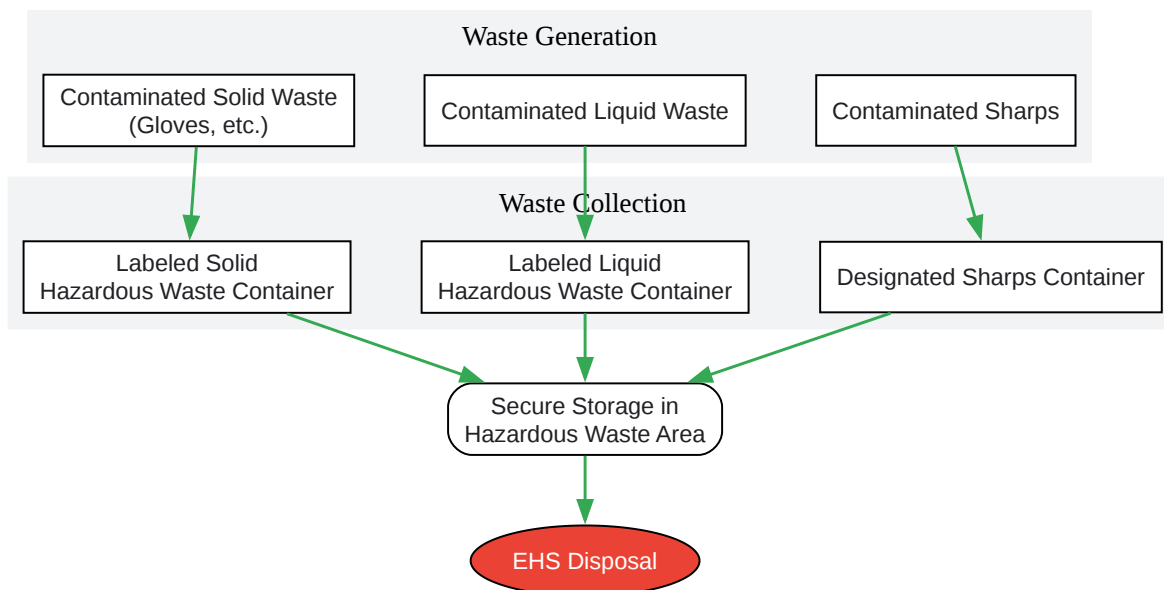 Waste Generation
Contaminated Solid Waste
(Gloves, etc.)
Contaminated Liquid Waste
Contaminated Sharps
Waste Collection
Labeled Solid
Hazardous Waste Container
Labeled Liquid
Hazardous Waste Container
Designated Sharps Container
Secure Storage in
Hazardous Waste Area
EHS Disposal